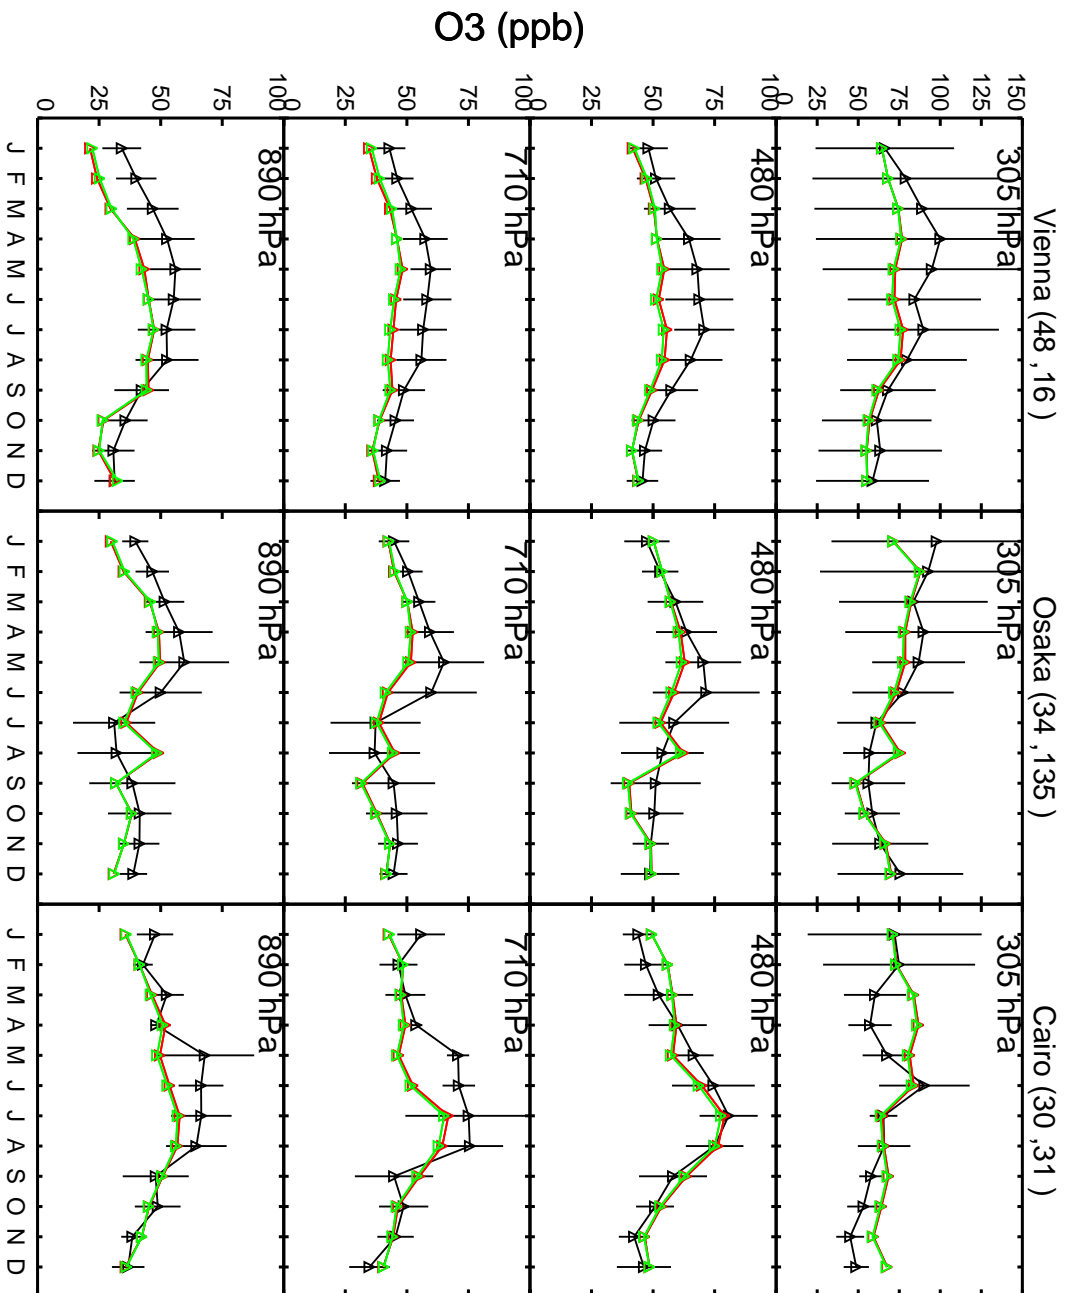 O3 (ppb)
Vienna (48 ,16 )
Osaka (34 ,135 )
Cairo (30 ,31 )
150
125
100
75
50
25
0
305 hPa
305 hPa
305 hPa
100
75
50
25
0
480 hPa
480 hPa
480 hPa
100
75
50
25
0
710 hPa
710 hPa
710 hPa
100
75
50
25
0
890 hPa
890 hPa
890 hPa
J F M A M J J A S O N D
J F M A M J J A S O N D
J F M A M J J A S O N D